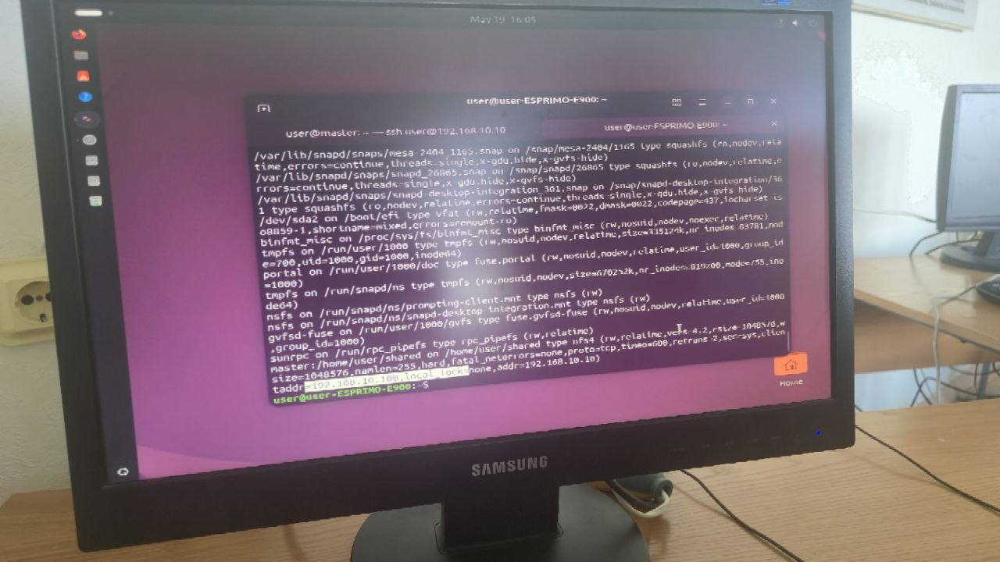 May 19 16:05
user@user-ESPRIMO-E900: ~
user@master: ~ — ssh user@192.168.10.10
user@user-ESPRIMO-E900: ~
/var/lib/snapd/snaps/mesa-2404_1165.snap on /snap/mesa-2404/1165 type squashfs (ro,nodev,rela
time,errors=continue,threads=single,x-gdu.hide,x-gvfs-hide)
/var/lib/snapd/snaps/snapd_26865.snap on /snap/snapd/26865 type squashfs (ro,nodev,relatime,e
rrors=continue,threads=single,x-gdu.hide,x-gvfs-hide)
/var/lib/snapd/snaps/snapd-desktop-integration_361.snap on /snap/snapd-desktop-integration/36
1 type squashfs (ro,nodev,relatime,errors=continue,threads=single,x-gdu.hide,x-gvfs-hide)
/dev/sda2 on /boot/efi type vfat (rw,relatime,fmask=0022,dmask=0022,codepage=437,iocharset=is
o8859-1,shortname=mixed,errors=remount-ro)
binfmt_misc on /proc/sys/fs/binfmt_misc type binfmt_misc (rw,nosuid,nodev,noexec,relatime)
tmpfs on /run/user/1000 type tmpfs (rw,nosuid,nodev,relatime,size=335124k,nr_inodes=83781,mod
e=700,uid=1000,gid=1000,inode64)
portal on /run/user/1000/doc type fuse.portal (rw,nosuid,nodev,relatime,user_id=1000,group_id
=1000)
tmpfs on /run/snapd/ns type tmpfs (rw,nosuid,nodev,size=670252k,nr_inodes=819200,mode=755,ino
de64)
nsfs on /run/snapd/ns/prompting-client.mnt type nsfs (rw)
nsfs on /run/snapd/ns/snapd-desktop-integration.mnt type nsfs (rw)
gvfsd-fuse on /run/user/1000/gvfs type fuse.gvfsd-fuse (rw,nosuid,nodev,relatime,user_id=1000
,group_id=1000)
sunrpc on /run/rpc_pipefs type rpc_pipefs (rw,relatime)
master:/home/user/shared on /home/user/shared type nfs4 (rw,relatime,vers=4.2,rsize=1048576,w
size=1048576,namlen=255,hard,fatal_neterrors=none,proto=tcp,timeo=600,retrans=2,sec=sys,clien
taddr=192.168.10.100,local_lock=none,addr=192.168.10.10)
user@user-ESPRIMO-E900:~$
Home
SAMSUNG